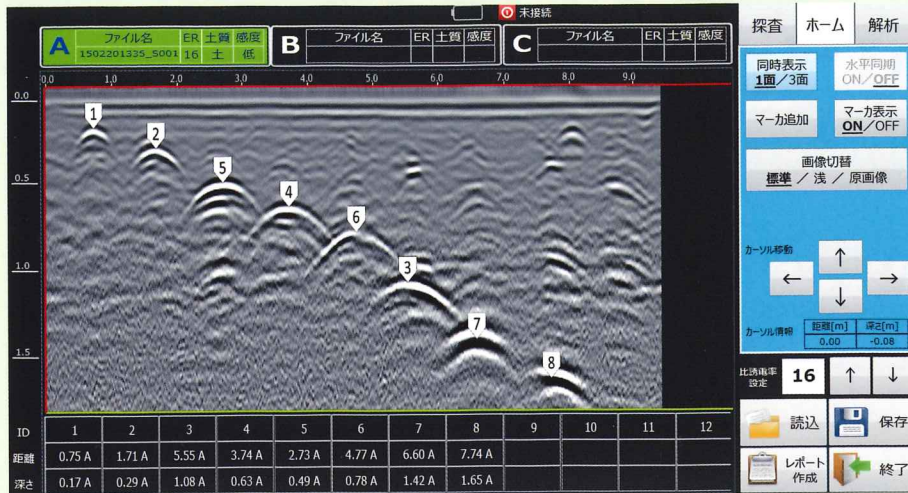 未接続
探査 ホーム 解析
A ファイル名 ER 土質 感度
1502201335_S001 16 土 低
B ファイル名 ER 土質 感度
C ファイル名 ER 土質 感度
0.0 1.0 2.0 3.0 4.0 5.0 6.0 7.0 8.0 9.0
0.0
0.5
1.0
1.5
1
2
5
4
6
3
7
8
同時表示
1面/3面
水平同期
ON/OFF
マーカ追加
マーカ表示
ON/OFF
画像切替
標準 / 浅 / 原画像
カーソル移動
↑
← →
↓
カーソル情報 距離[m] 深さ[m]
0.00 -0.08
比誘電率
設定 16 ↑ ↓
読込 保存
レポート
作成 終了
ID 1 2 3 4 5 6 7 8 9 10 11 12
距離 0.75 A 1.71 A 5.55 A 3.74 A 2.73 A 4.77 A 6.60 A 7.74 A
深さ 0.17 A 0.29 A 1.08 A 0.63 A 0.49 A 0.78 A 1.42 A 1.65 A